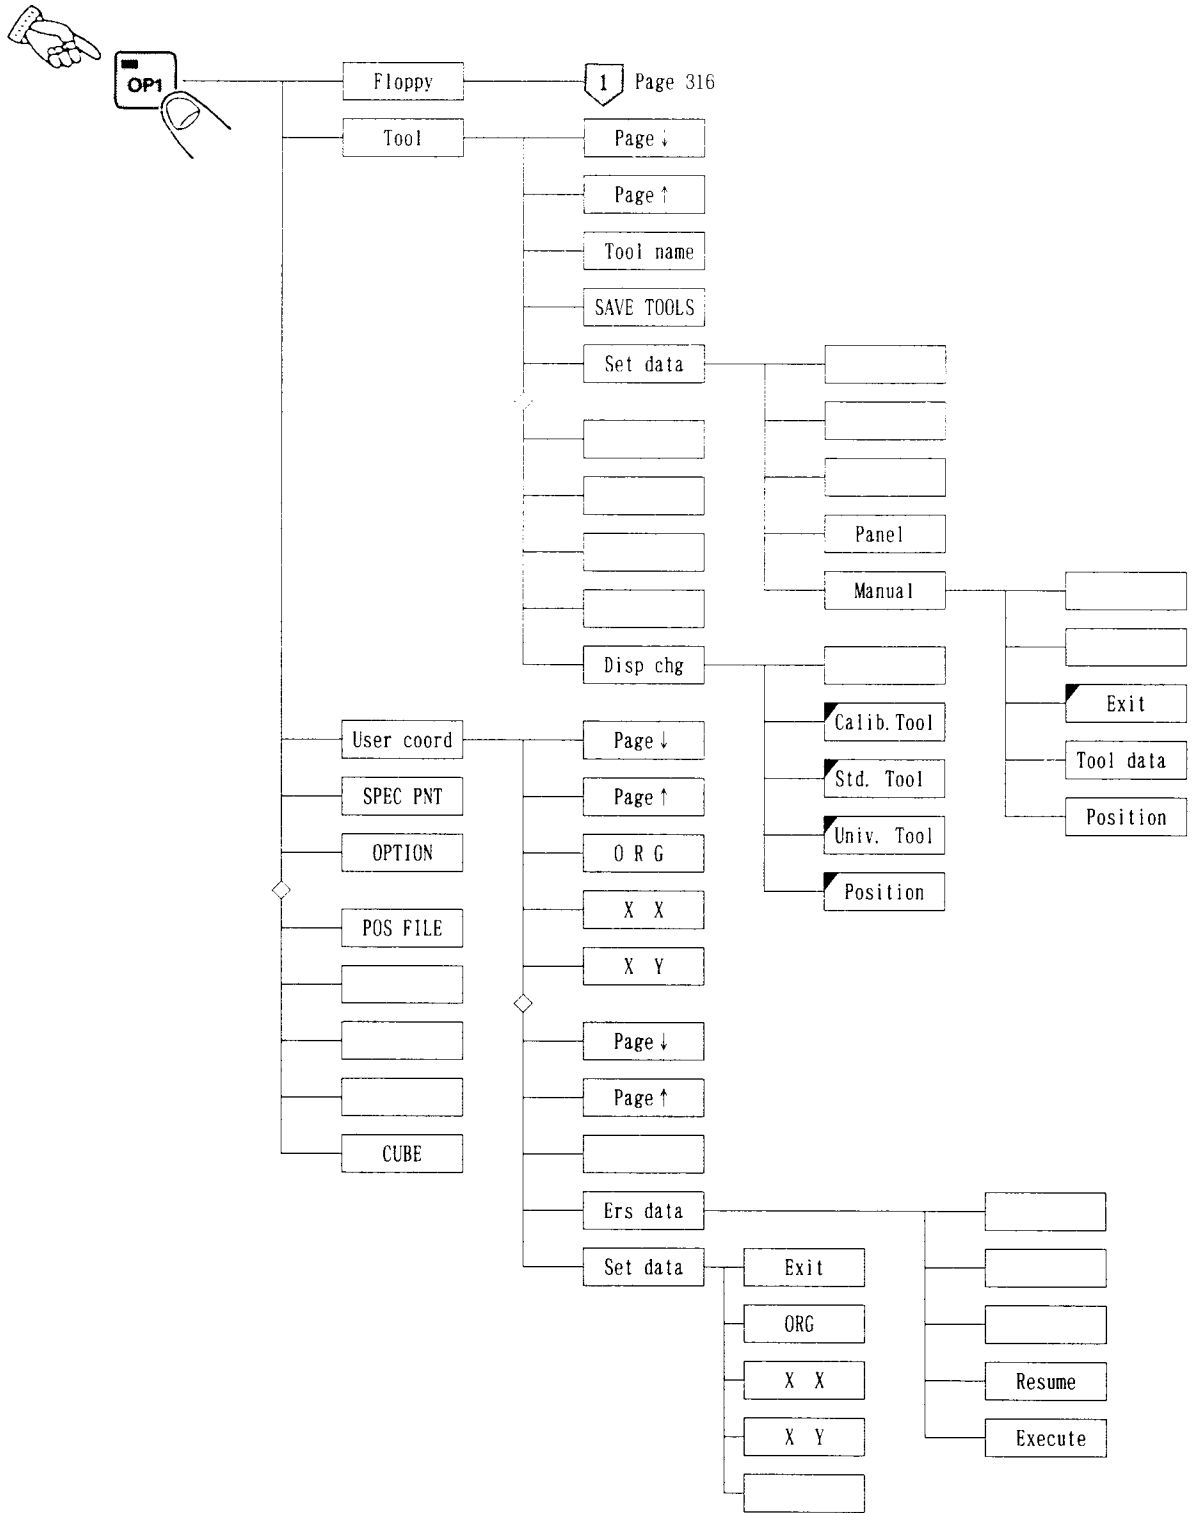 OP1
Floppy
1 Page 316
Tool
Page ↓
Page ↑
Tool name
SAVE TOOLS
Set data
Panel
Manual
Disp chg
Calib. Tool
Std. Tool
Univ. Tool
Position
Exit
Tool data
Position
User coord
SPEC PNT
OPTION
POS FILE
CUBE
Page ↓
Page ↑
O R G
X X
X Y
Page ↓
Page ↑
Ers data
Set data
Exit
ORG
X X
X Y
Resume
Execute